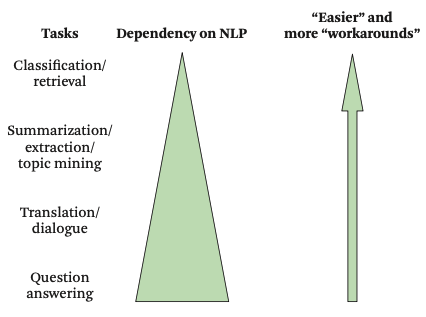 “Easier” and
Tasks Dependency on NLP more “workarounds”
Classification/
retrieval
Summarization/
extraction/
topic mining
Translation/
dialogue
Question
answering